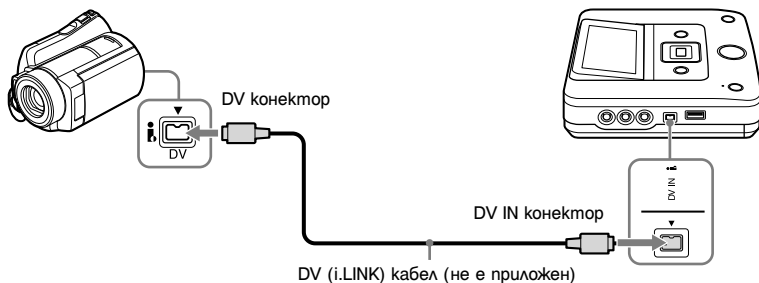 DV конектор
DV
DV IN
DV IN конектор
DV (i.LINK) кабел (не е приложен)